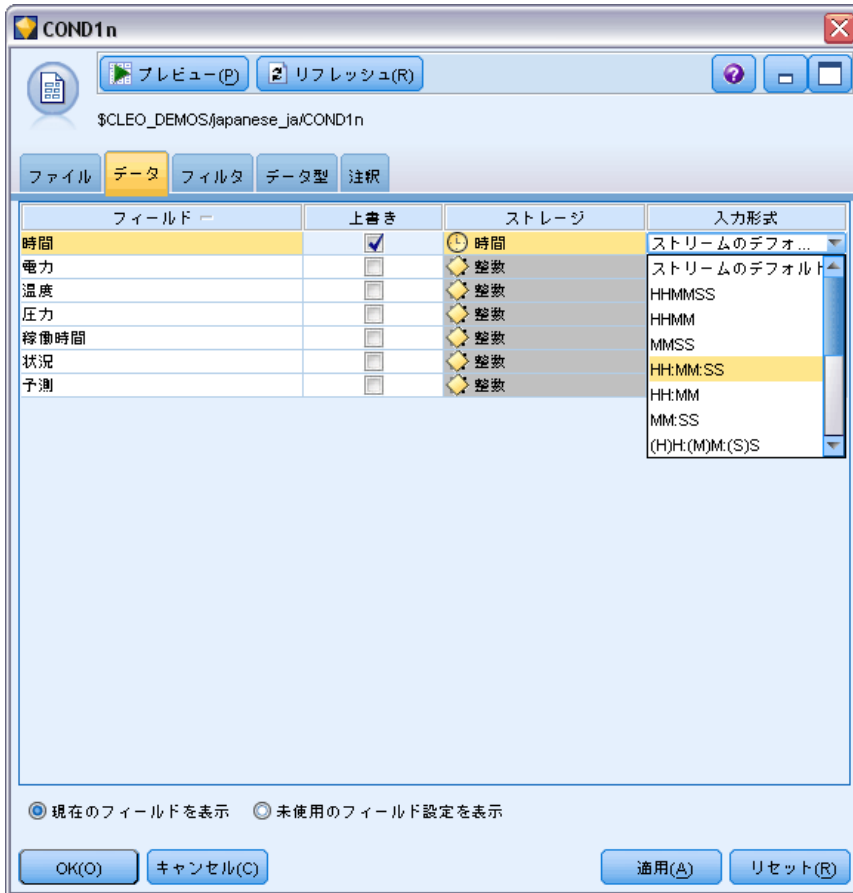 COND1n
プレビュー(P) リフレッシュ(R)
$CLEO_DEMOS/japanese_ja/COND1n
ファイル データ フィルタ データ型 注釈
フィールド 上書き ストレージ 入力形式
時間 時間 ストリームのデフォ...
電力 整数 ストリームのデフォルト
温度 整数 HHMMSS
圧力 整数 HHMM
稼働時間 整数 MMSS
状況 整数 HH:MM:SS
予測 整数 HH:MM
MM:SS
(H)H:(M)M:(S)S
現在のフィールドを表示 未使用のフィールド設定を表示
OK(O) キャンセル(C) 適用(A) リセット(R)